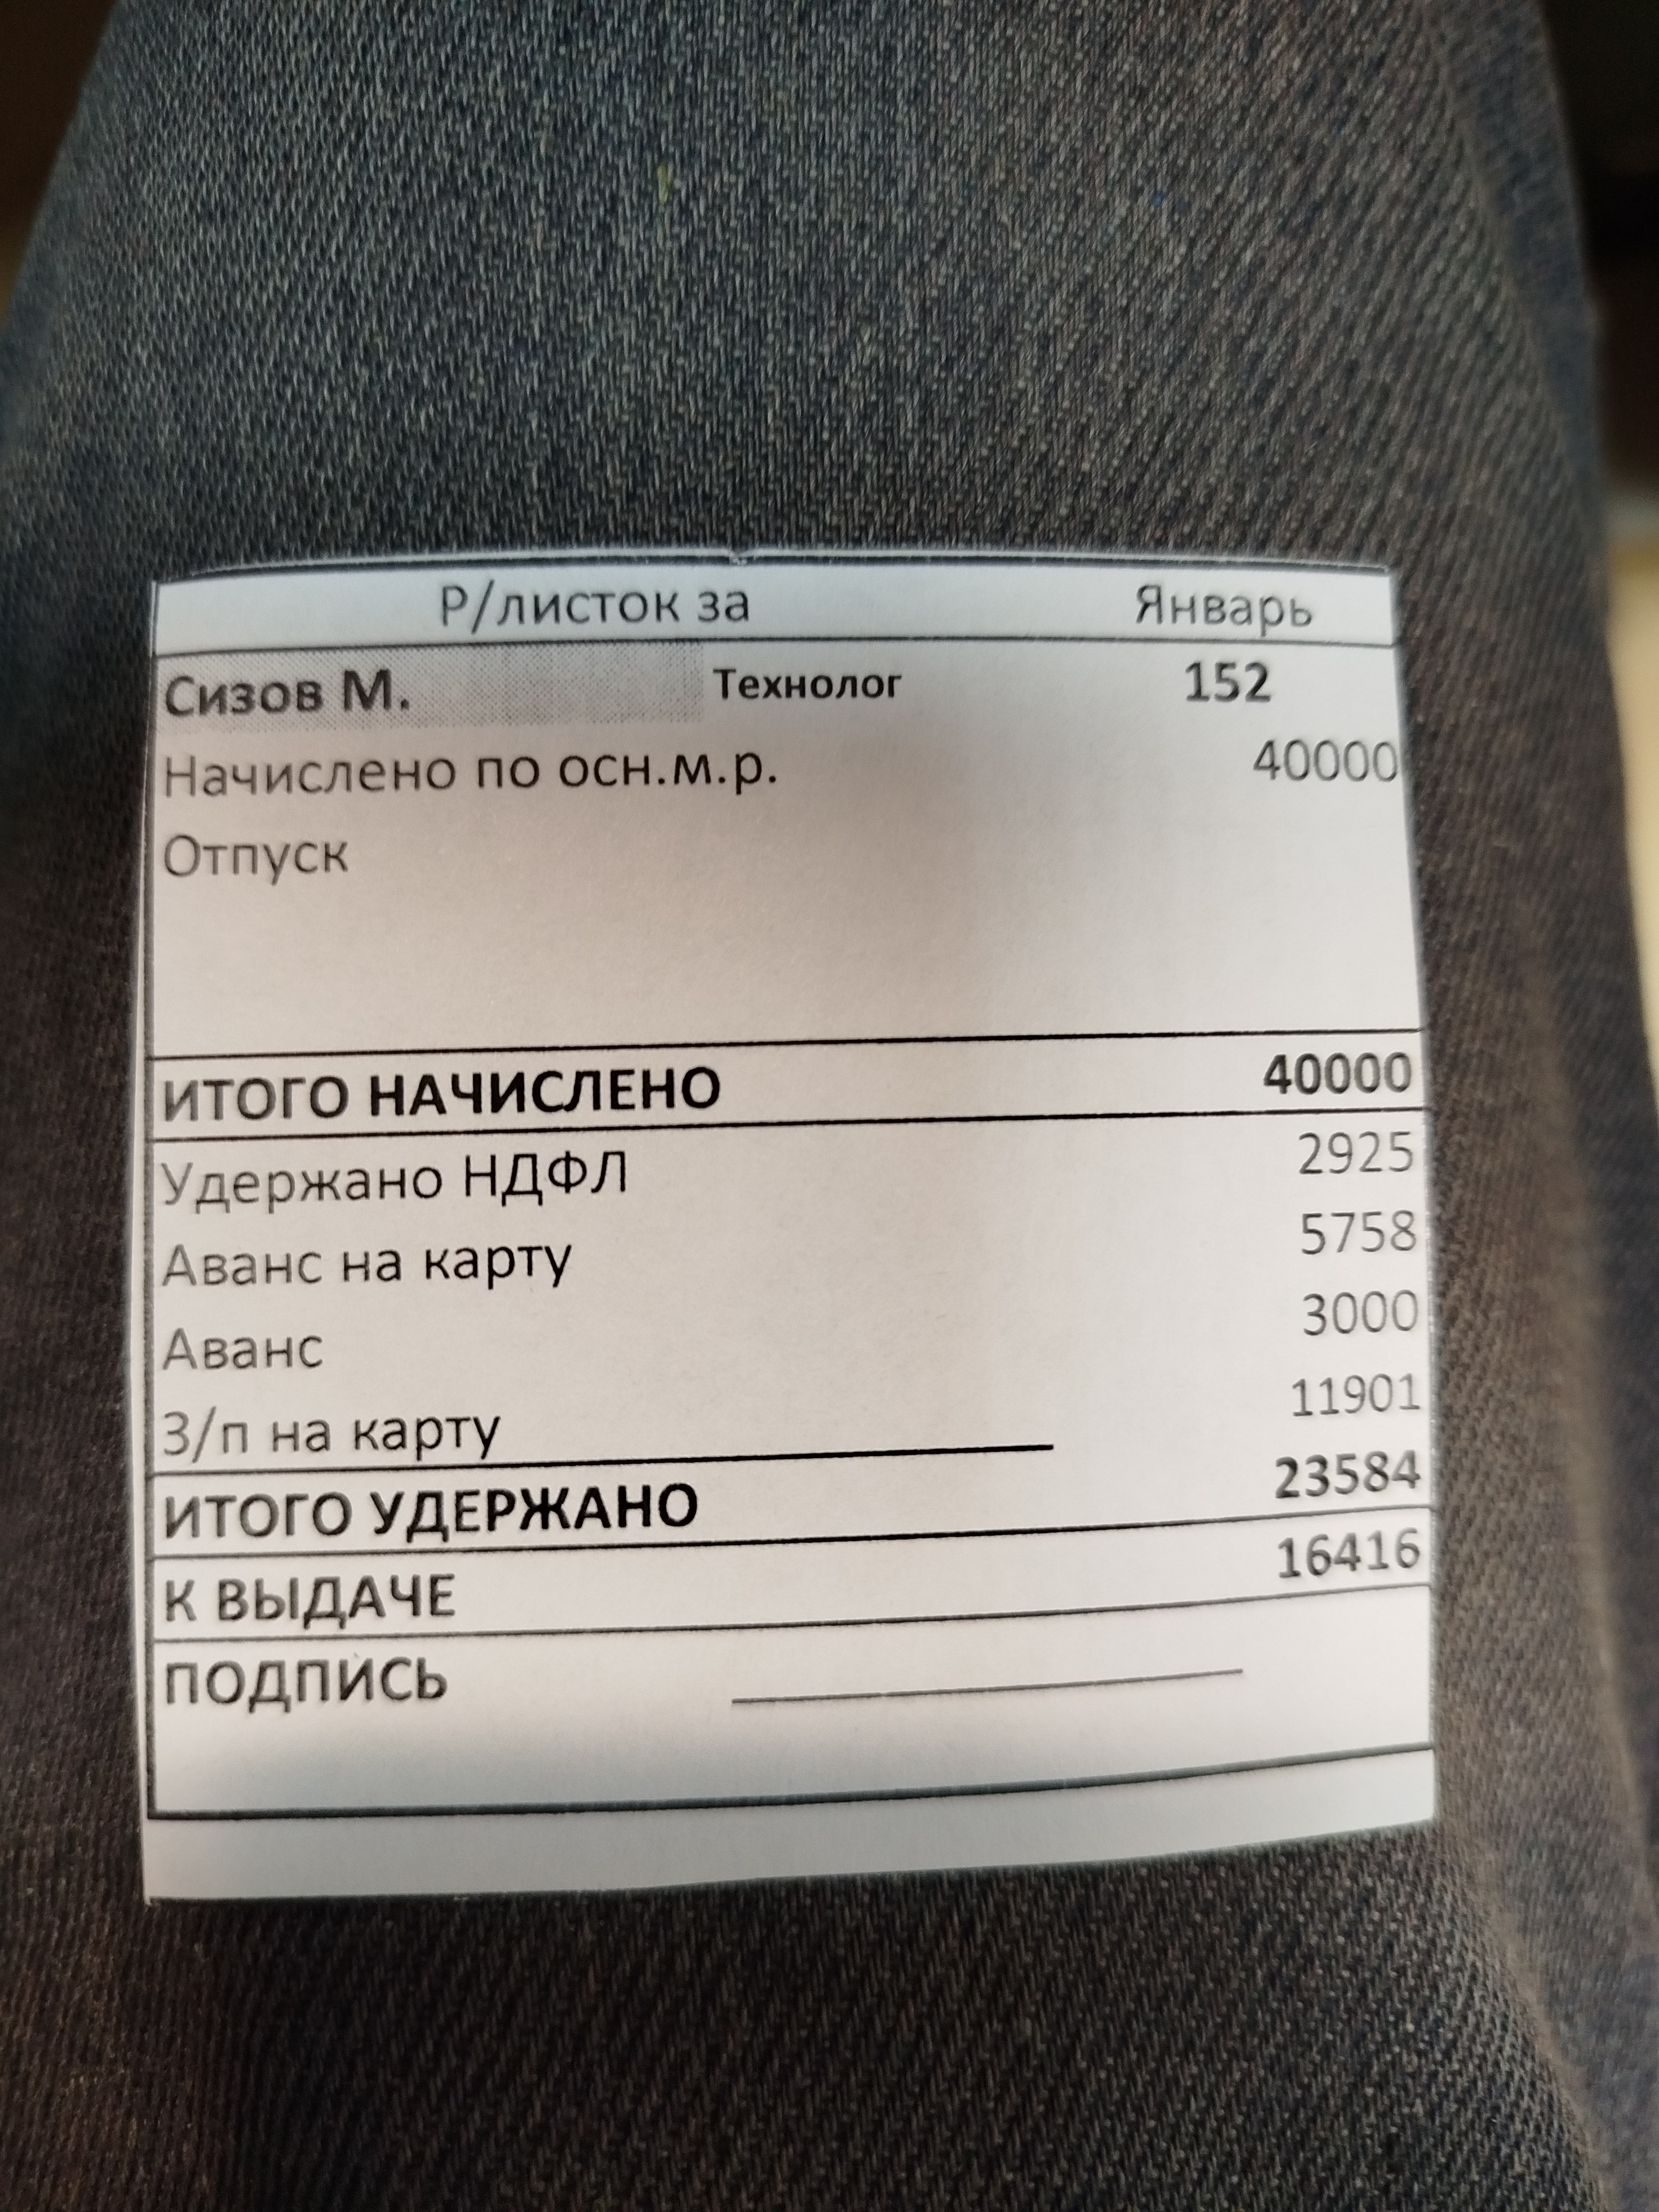 Р/листок за Январь
Сизов М. Технолог 152
Начислено по осн.м.р. 40000
Отпуск
ИТОГО НАЧИСЛЕНО 40000
Удержано НДФЛ 2925
Аванс на карту 5758
Аванс 3000
З/п на карту 11901
ИТОГО УДЕРЖАНО 23584
К ВЫДАЧЕ 16416
ПОДПИСЬ